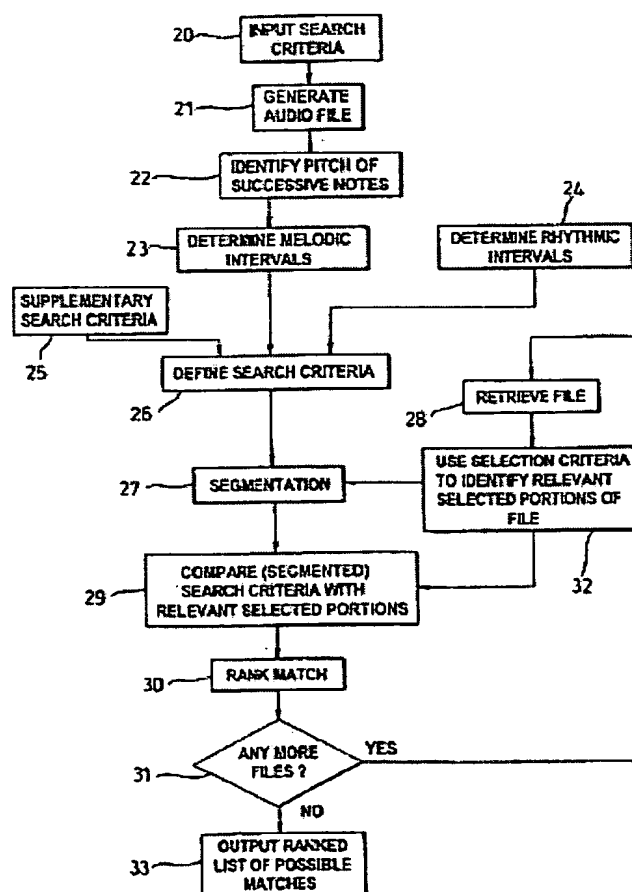 20
INPUT SEARCH
CRITERIA
21
GENERATE
AUDIO FILE
22
IDENTIFY PITCH OF
SUCCESSIVE NOTES
24
23
DETERMINE MELODIC
INTERVALS
DETERMINE RHYTHMIC
INTERVALS
SUPPLEMENTARY
SEARCH CRITERIA
25
DEFINE SEARCH CRITERIA
26
RETRIEVE FILE
28
27
SEGMENTATION
USE SELECTION CRITERIA
TO IDENTIFY RELEVANT
SELECTED PORTIONS OF
FILE
32
29
COMPARE (SEGMENTED)
SEARCH CRITERIA WITH
RELEVANT SELECTED PORTIONS
30
RANK MATCH
31
ANY MORE
FILES ?
YES
NO
33
OUTPUT RANKED
LIST OF POSSIBLE
MATCHES